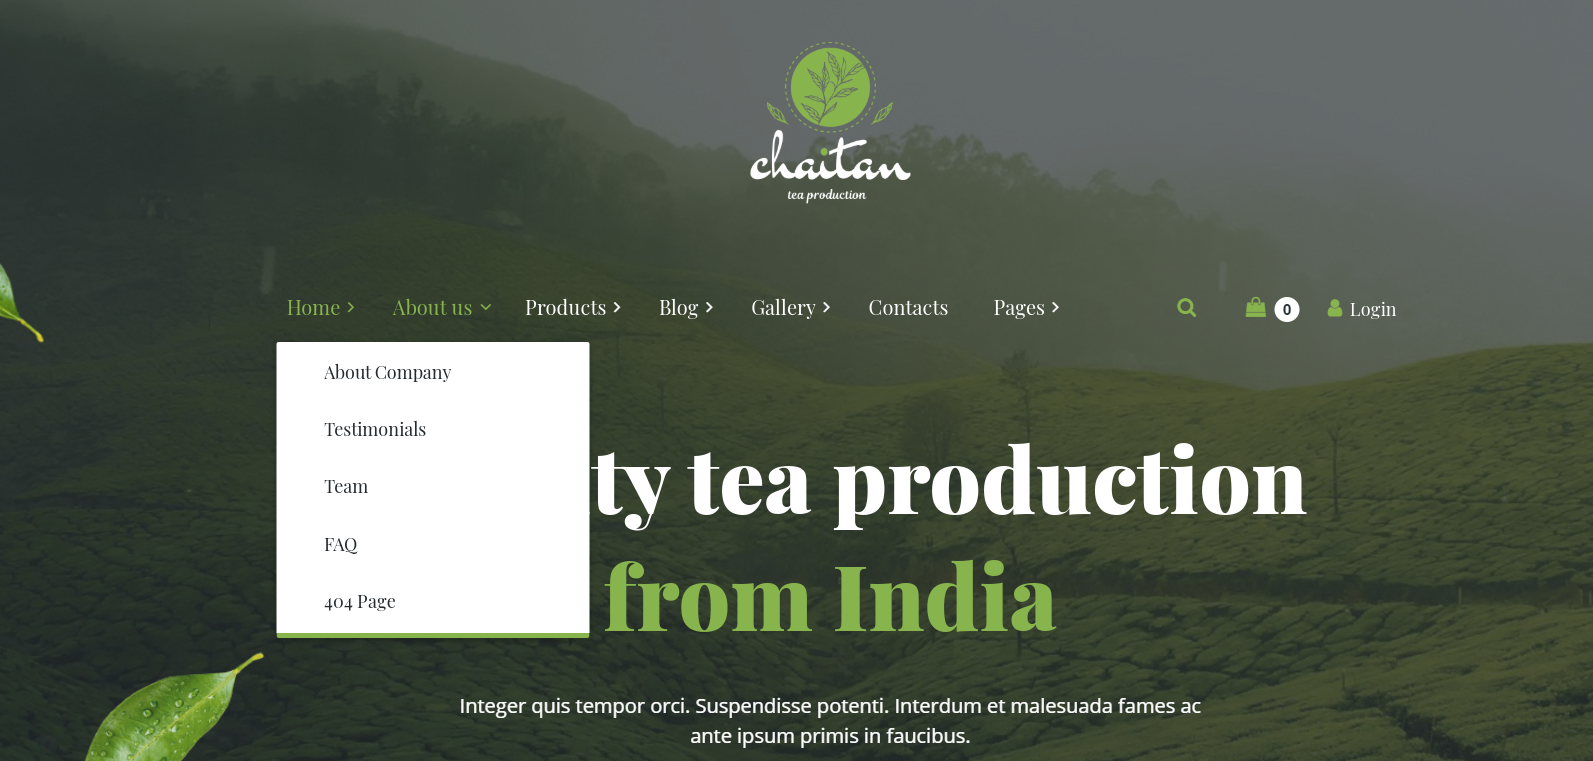 chaitan
tea production
Home About us Products Blog Gallery Contacts Pages 0 Login
About Company
Testimonials
Team
FAQ
404 Page
tea production
from India
Integer quis tempor orci. Suspendisse potenti. Interdum et malesuada fames ac
ante ipsum primis in faucibus.